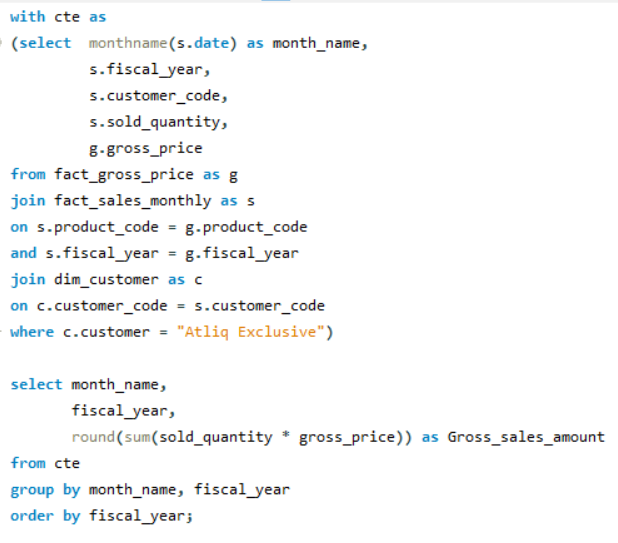 with cte as
(select  monthname(s.date) as month_name,
s.fiscal_year,
s.customer_code,
s.sold_quantity,
g.gross_price
from fact_gross_price as g
join fact_sales_monthly as s
on s.product_code = g.product_code
and s.fiscal_year = g.fiscal_year
join dim_customer as c
on c.customer_code = s.customer_code
where c.customer = "Atliq Exclusive")
select month_name,
fiscal_year,
round(sum(sold_quantity * gross_price)) as Gross_sales_amount
from cte
group by month_name, fiscal_year
order by fiscal_year;